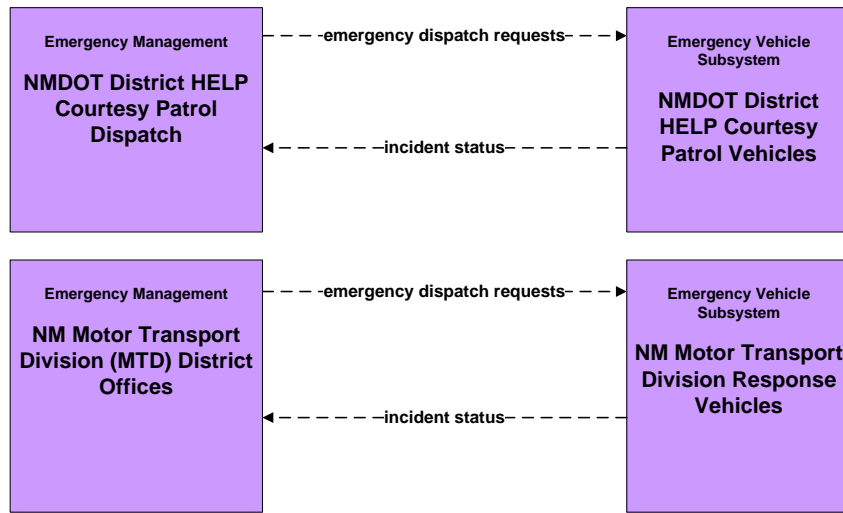 Emergency Management
NMDOT District HELP
Courtesy Patrol
Dispatch
emergency dispatch requests
incident status
Emergency Vehicle
Subsystem
NMDOT District
HELP Courtesy
Patrol Vehicles
Emergency Management
NM Motor Transport
Division (MTD) District
Offices
emergency dispatch requests
incident status
Emergency Vehicle
Subsystem
NM Motor Transport
Division Response
Vehicles